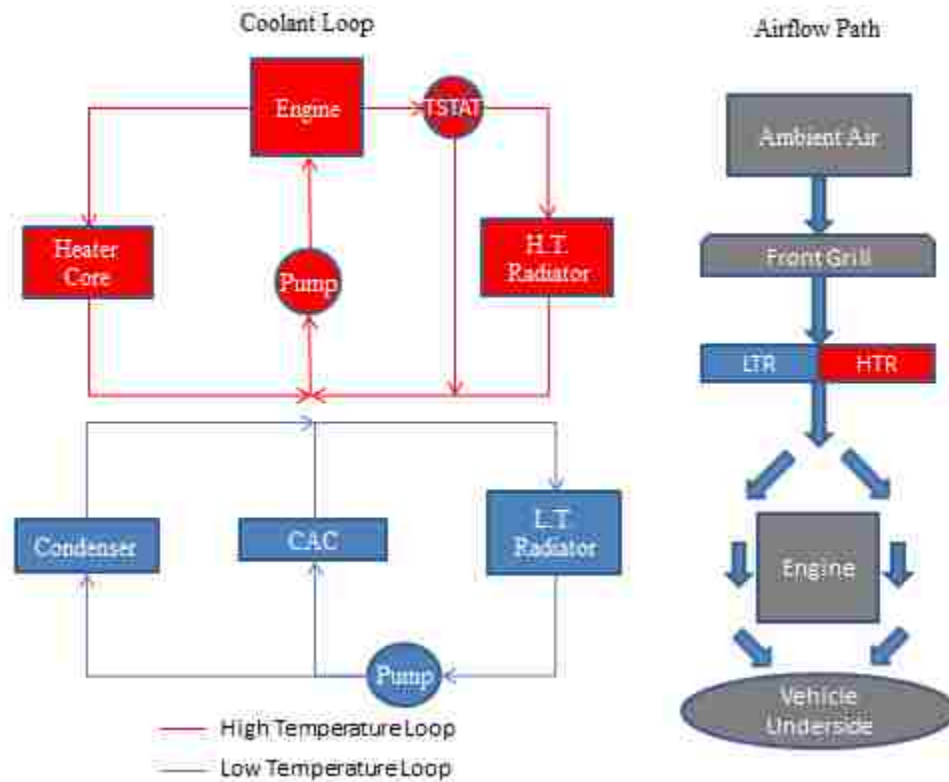 Coolant Loop
Engine
TSTAT
Heater
Core
Pump
H.T.
Radiator
Condenser
CAC
L.T.
Radiator
Pump
High Temperature Loop
Low Temperature Loop
Airflow Path
Ambient Air
Front Grill
LTR
HTR
Engine
Vehicle
Underside